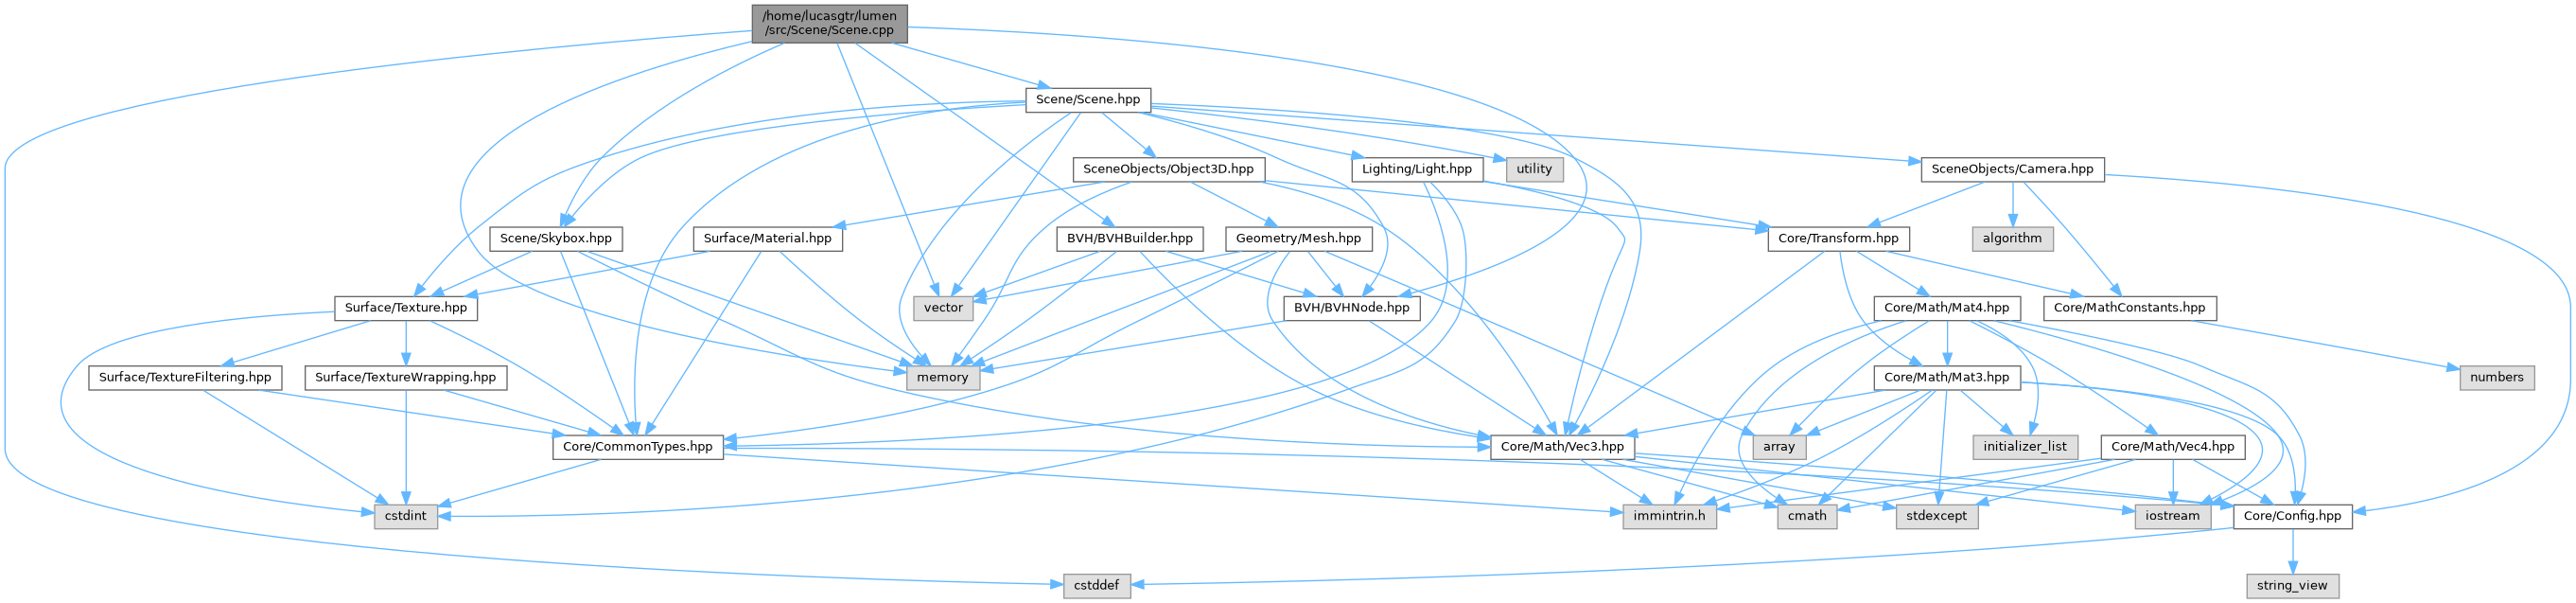 /home/lucasgtr/lumen
/src/Scene/Scene.cpp
Scene/Scene.hpp
SceneObjects/Object3D.hpp
Lighting/Light.hpp
utility
SceneObjects/Camera.hpp
Scene/Skybox.hpp
Surface/Material.hpp
BVH/BVHBuilder.hpp
Geometry/Mesh.hpp
Core/Transform.hpp
algorithm
Surface/Texture.hpp
vector
BVH/BVHNode.hpp
Core/Math/Mat4.hpp
Core/MathConstants.hpp
Surface/TextureFiltering.hpp
Surface/TextureWrapping.hpp
memory
Core/Math/Mat3.hpp
numbers
Core/CommonTypes.hpp
Core/Math/Vec3.hpp
array
initializer_list
Core/Math/Vec4.hpp
cstdint
immintrin.h
cmath
stdexcept
iostream
Core/Config.hpp
cstddef
string_view